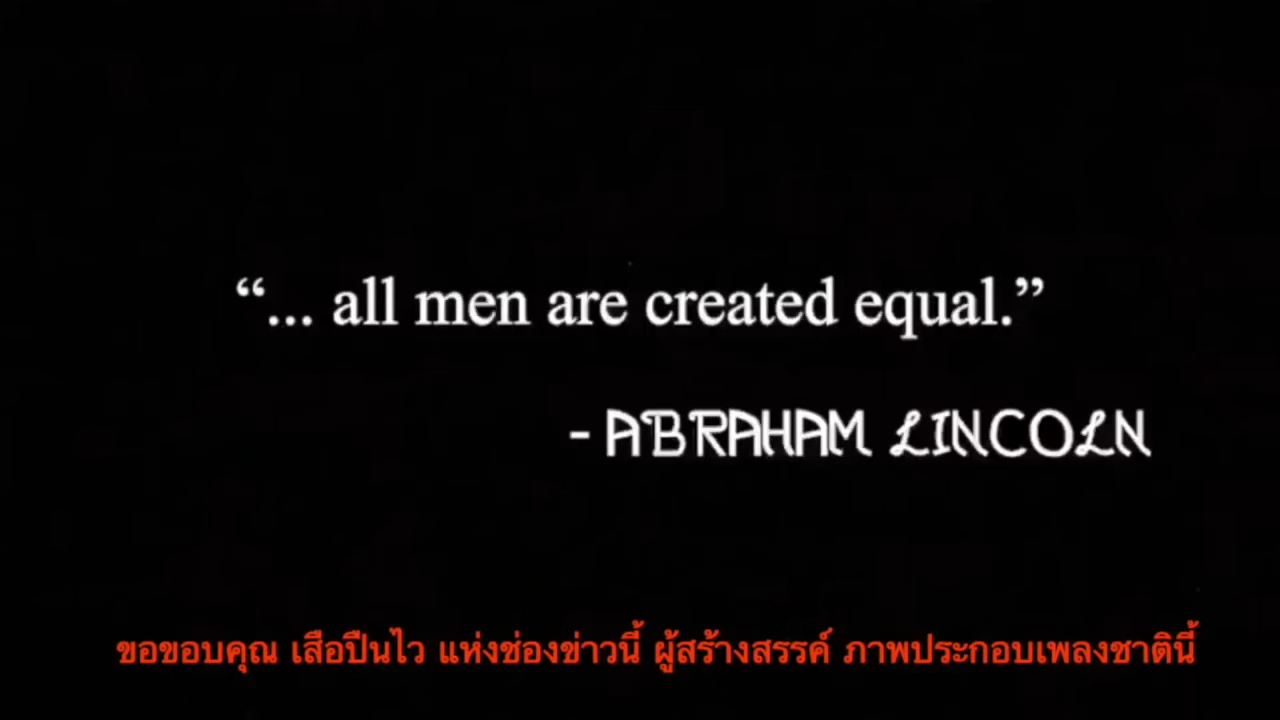 “... all men are created equal.”
- ABRAHAM LINCOLN
ขอขอบคุณ เสือปืนไว แห่งช่องข่าวนี้ ผู้สร้างสรรค์ ภาพประกอบเพลงชาตินี้